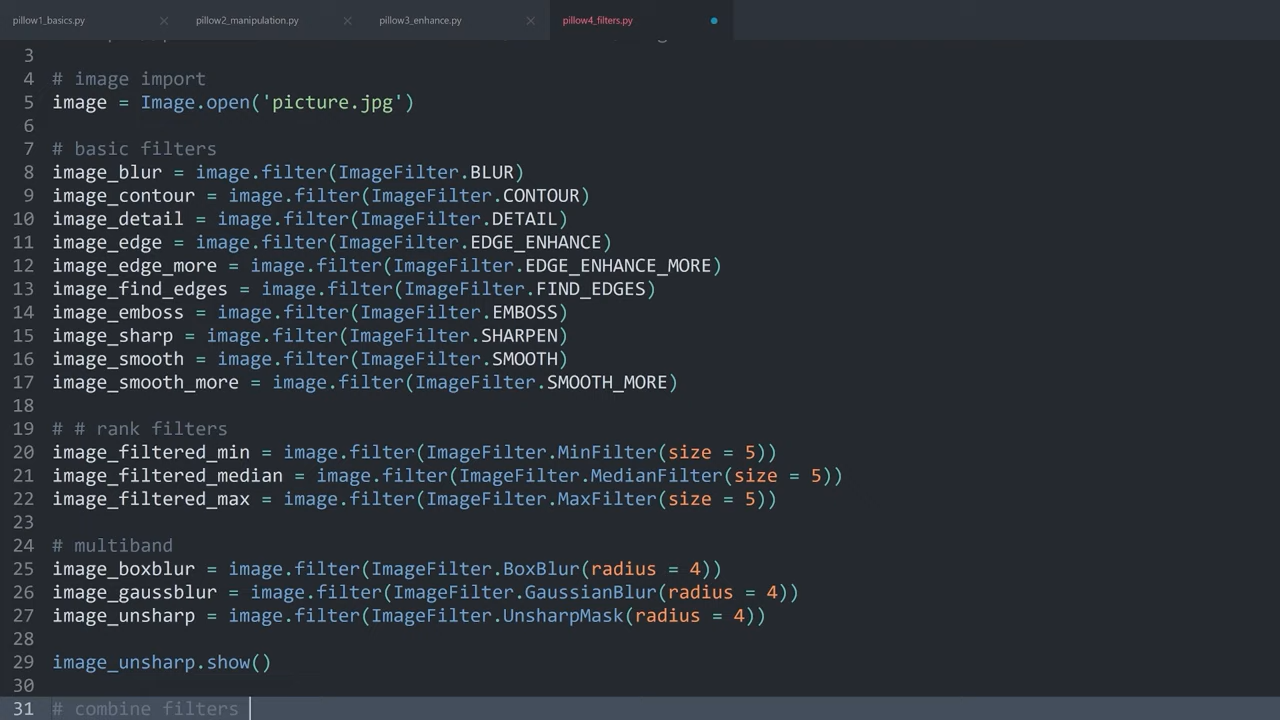 pillow1_basics.py × pillow2_manipulation.py × pillow3_enhance.py × pillow4_filters.py
3
4 # image import
5 image = Image.open('picture.jpg')
6
7 # basic filters
8 image_blur = image.filter(ImageFilter.BLUR)
9 image_contour = image.filter(ImageFilter.CONTOUR)
10 image_detail = image.filter(ImageFilter.DETAIL)
11 image_edge = image.filter(ImageFilter.EDGE_ENHANCE)
12 image_edge_more = image.filter(ImageFilter.EDGE_ENHANCE_MORE)
13 image_find_edges = image.filter(ImageFilter.FIND_EDGES)
14 image_emboss = image.filter(ImageFilter.EMBOSS)
15 image_sharp = image.filter(ImageFilter.SHARPEN)
16 image_smooth = image.filter(ImageFilter.SMOOTH)
17 image_smooth_more = image.filter(ImageFilter.SMOOTH_MORE)
18
19 # # rank filters
20 image_filtered_min = image.filter(ImageFilter.MinFilter(size = 5))
21 image_filtered_median = image.filter(ImageFilter.MedianFilter(size = 5))
22 image_filtered_max = image.filter(ImageFilter.MaxFilter(size = 5))
23
24 # multiband
25 image_boxblur = image.filter(ImageFilter.BoxBlur(radius = 4))
26 image_gaussblur = image.filter(ImageFilter.GaussianBlur(radius = 4))
27 image_unsharp = image.filter(ImageFilter.UnsharpMask(radius = 4))
28
29 image_unsharp.show()
30
31 # combine filters